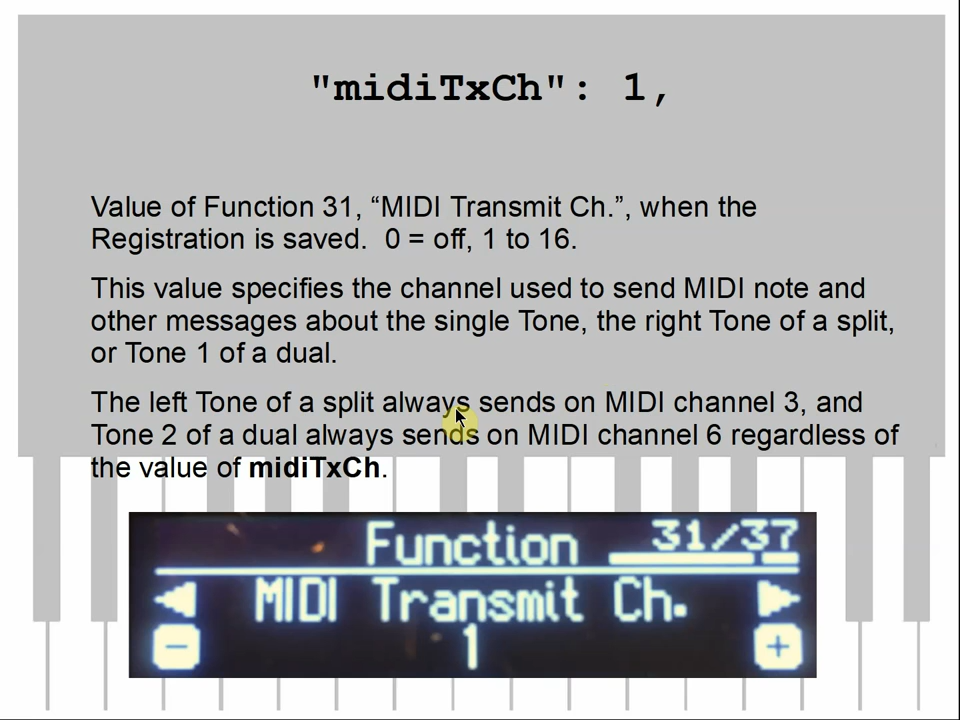 "midiTxCh": 1,
Value of Function 31, “MIDI Transmit Ch.”, when the
Registration is saved.  0 = off, 1 to 16.
This value specifies the channel used to send MIDI note and
other messages about the single Tone, the right Tone of a split,
or Tone 1 of a dual.
The left Tone of a split always sends on MIDI channel 3, and
Tone 2 of a dual always sends on MIDI channel 6 regardless of
the value of midiTxCh.
Function 31/37
MIDI Transmit Ch.
- 1 +